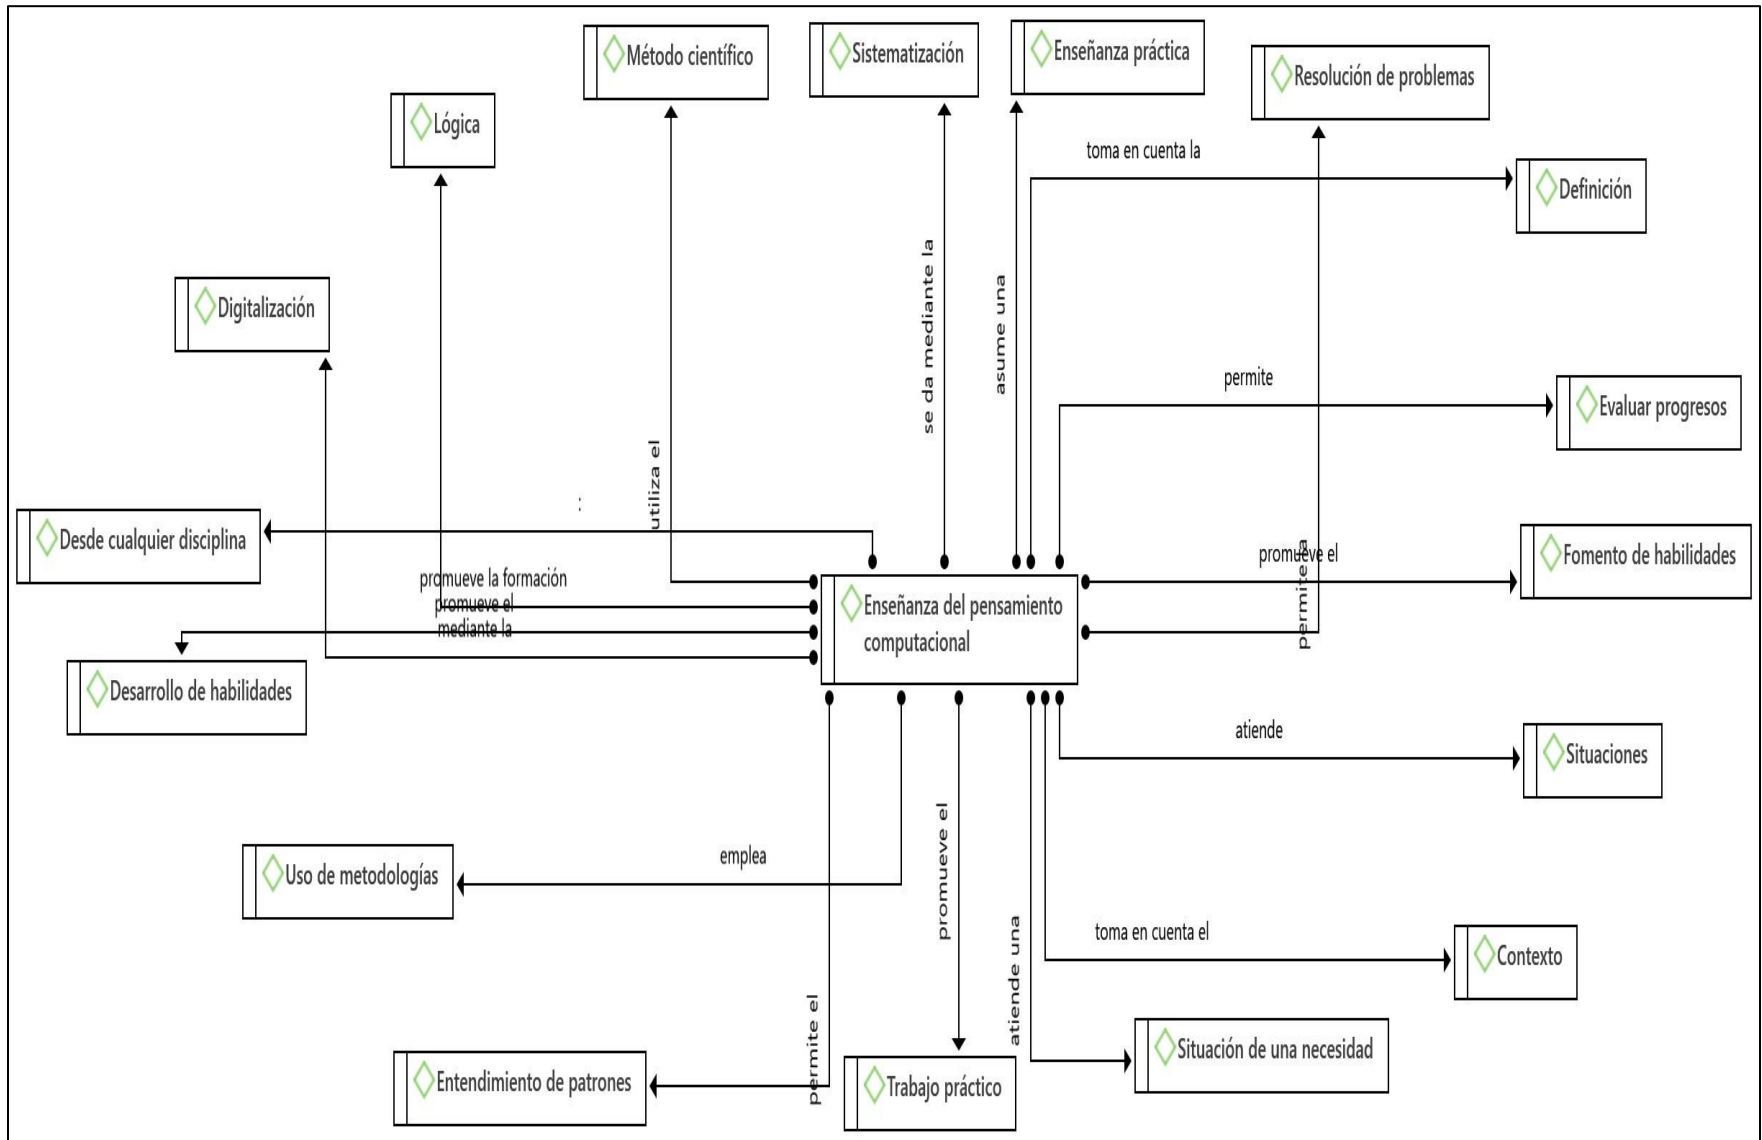 Método científico
Sistematización
Enseñanza práctica
Resolución de problemas
Lógica
toma en cuenta la
Definición
Digitalización
se da mediante la
asume una
permite
Evaluar progresos
utiliza el
:
Desde cualquier disciplina
promueve el
Fomento de habilidades
permite la
promueve la formación
promueve el
mediante la
Enseñanza del pensamiento
computacional
Desarrollo de habilidades
atiende
Situaciones
Uso de metodologías
emplea
promueve el
atiende una
toma en cuenta el
Contexto
permite el
Situación de una necesidad
Entendimiento de patrones
Trabajo práctico